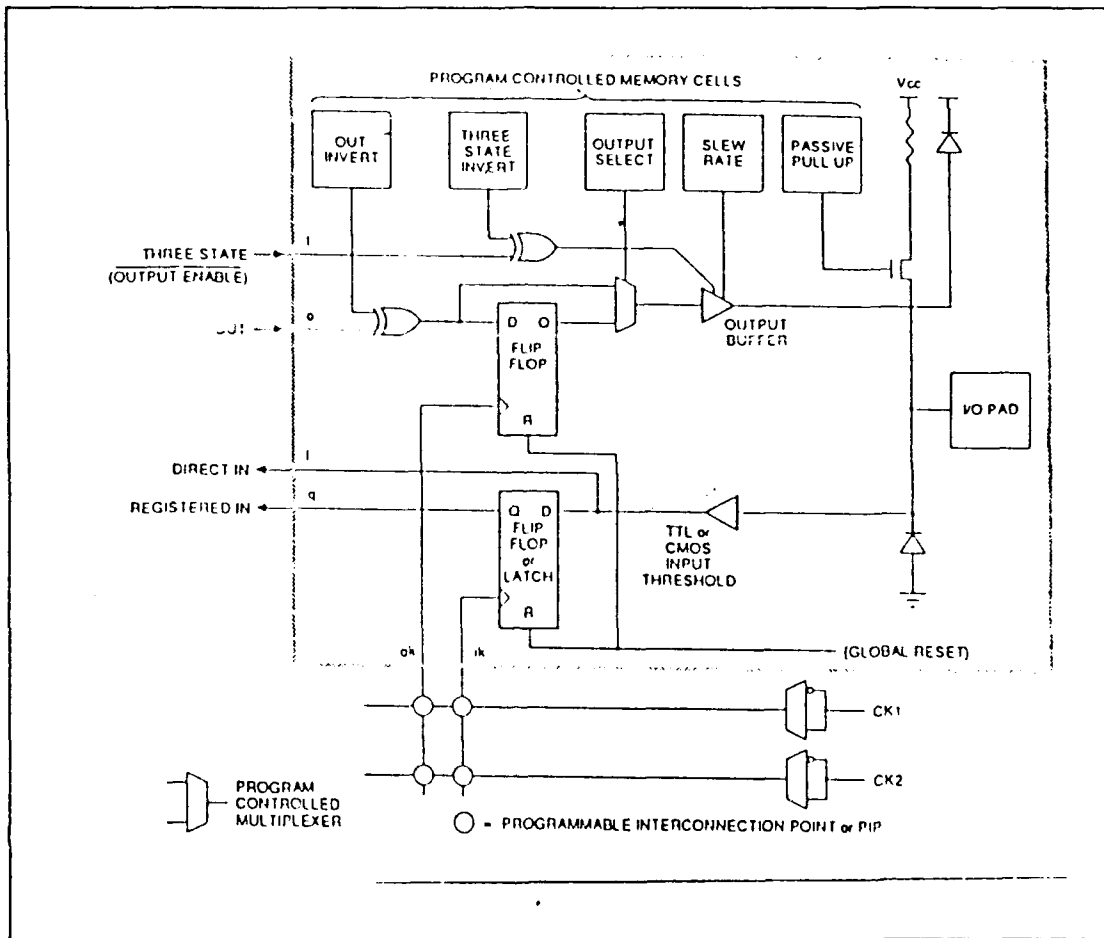 PROGRAM CONTROLLED MEMORY CELLS
Vcc
OUT
INVERT
THREE
STATE
INVERT
OUTPUT
SELECT
SLEW
RATE
PASSIVE
PULL UP
THREE STATE
(OUTPUT ENABLE)
OUT
o
D Q
FLIP
FLOP
R
OUTPUT
BUFFER
I/O PAD
DIRECT IN
REGISTERED IN
q
Q D
FLIP
FLOP
or
LATCH
R
TTL or
CMOS
INPUT
THRESHOLD
ok
ik
(GLOBAL RESET)
CK1
CK2
PROGRAM
CONTROLLED
MULTIPLEXER
= PROGRAMMABLE INTERCONNECTION POINT or PIP